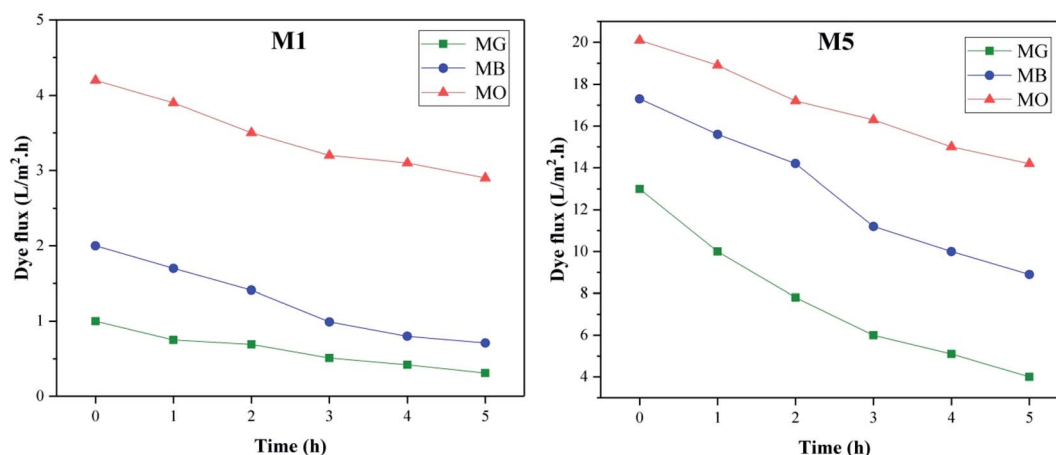 M1
MG
MB
MO
5
4
3
2
1
0
Dye flux (L/m².h)
0 1 2 3 4 5
Time (h)
M5
MG
MB
MO
20
18
16
14
12
10
8
6
4
Dye flux (L/m².h)
0 1 2 3 4 5
Time (h)